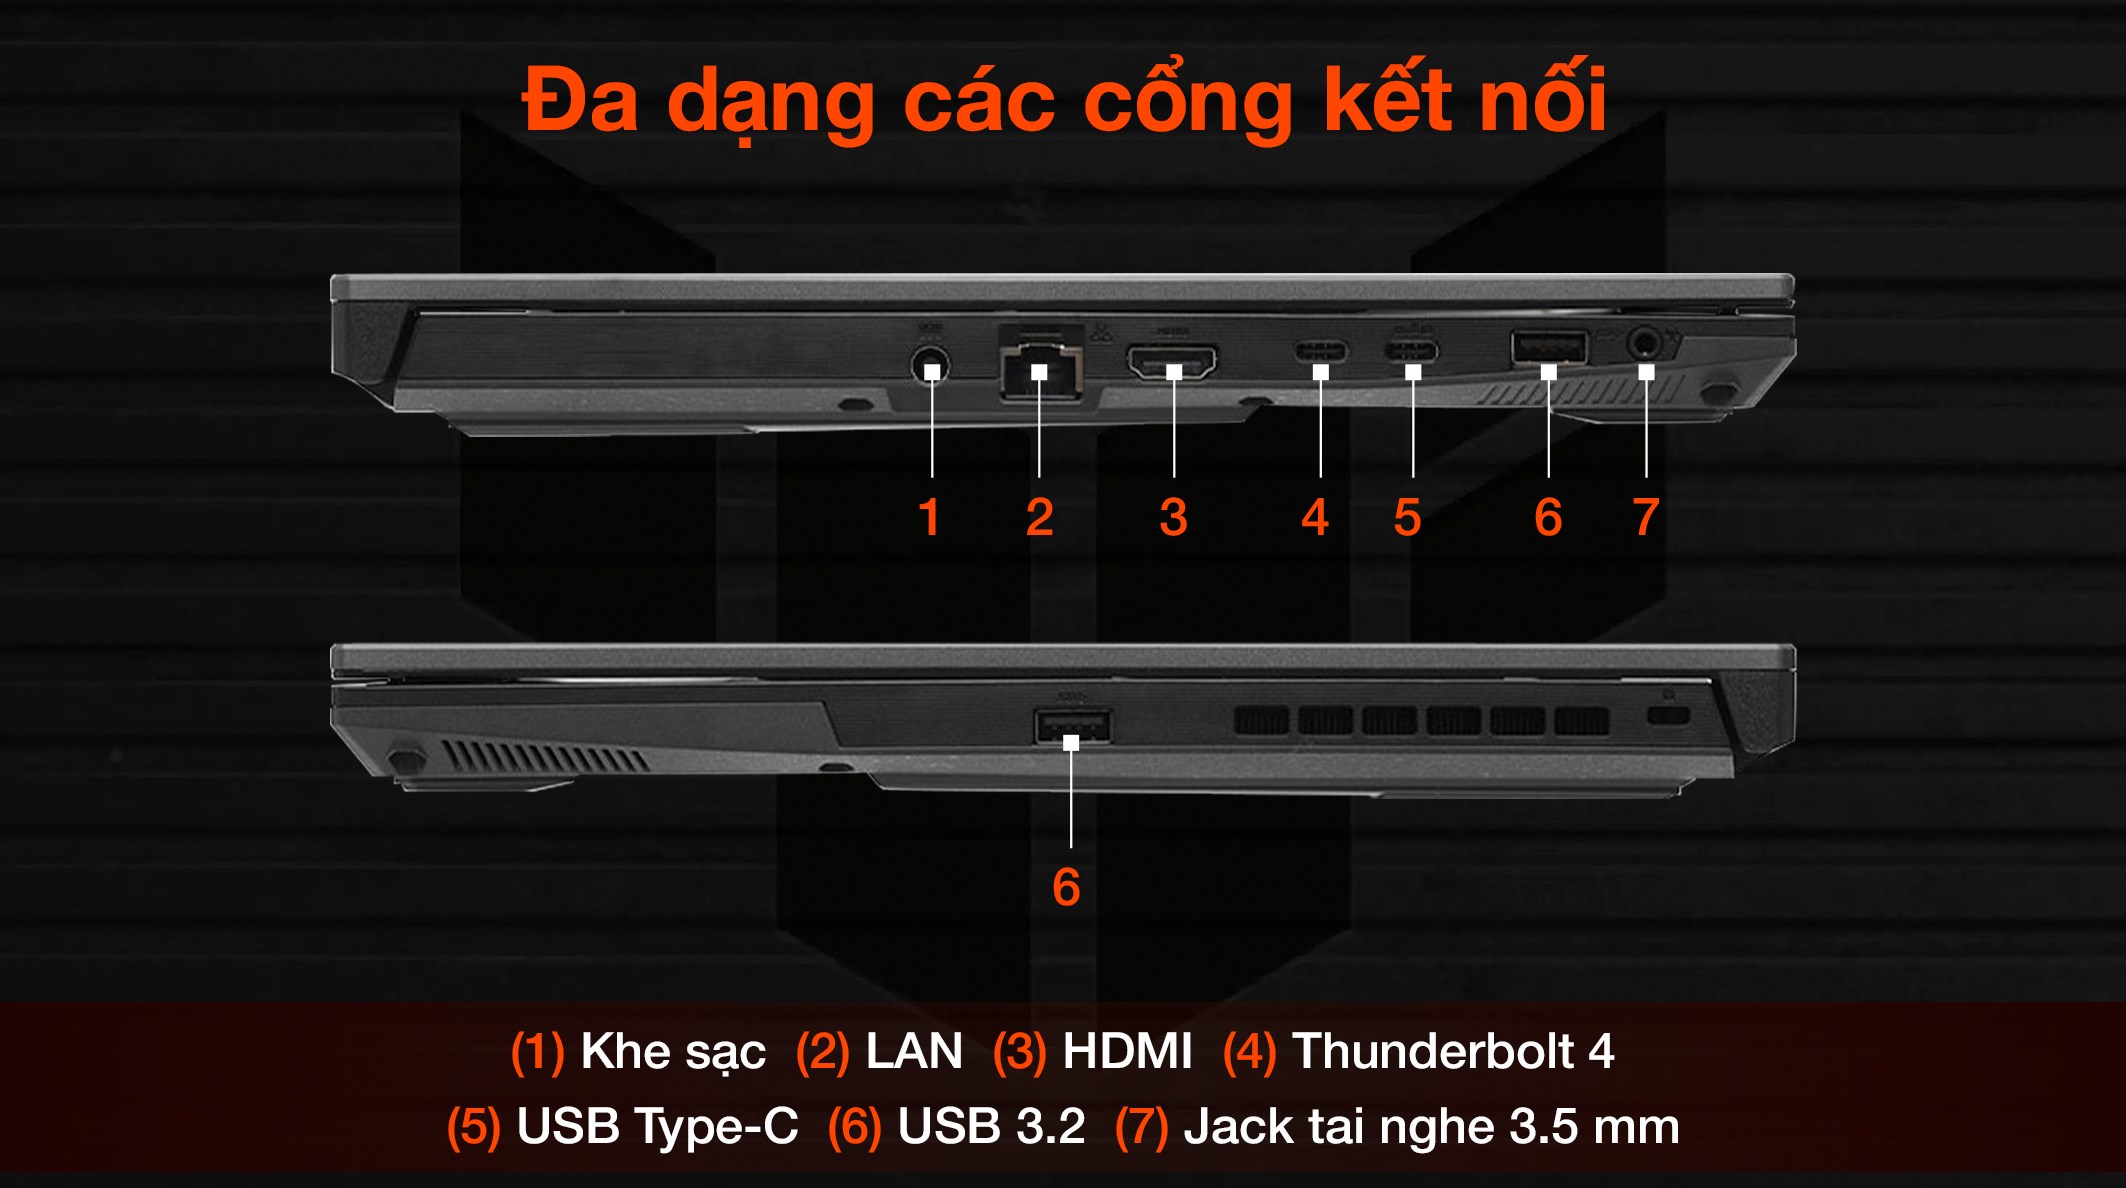 Đa dạng các cổng kết nối
1 2 3 4 5 6 7
6
(1) Khe sạc (2) LAN (3) HDMI (4) Thunderbolt 4
(5) USB Type-C (6) USB 3.2 (7) Jack tai nghe 3.5 mm